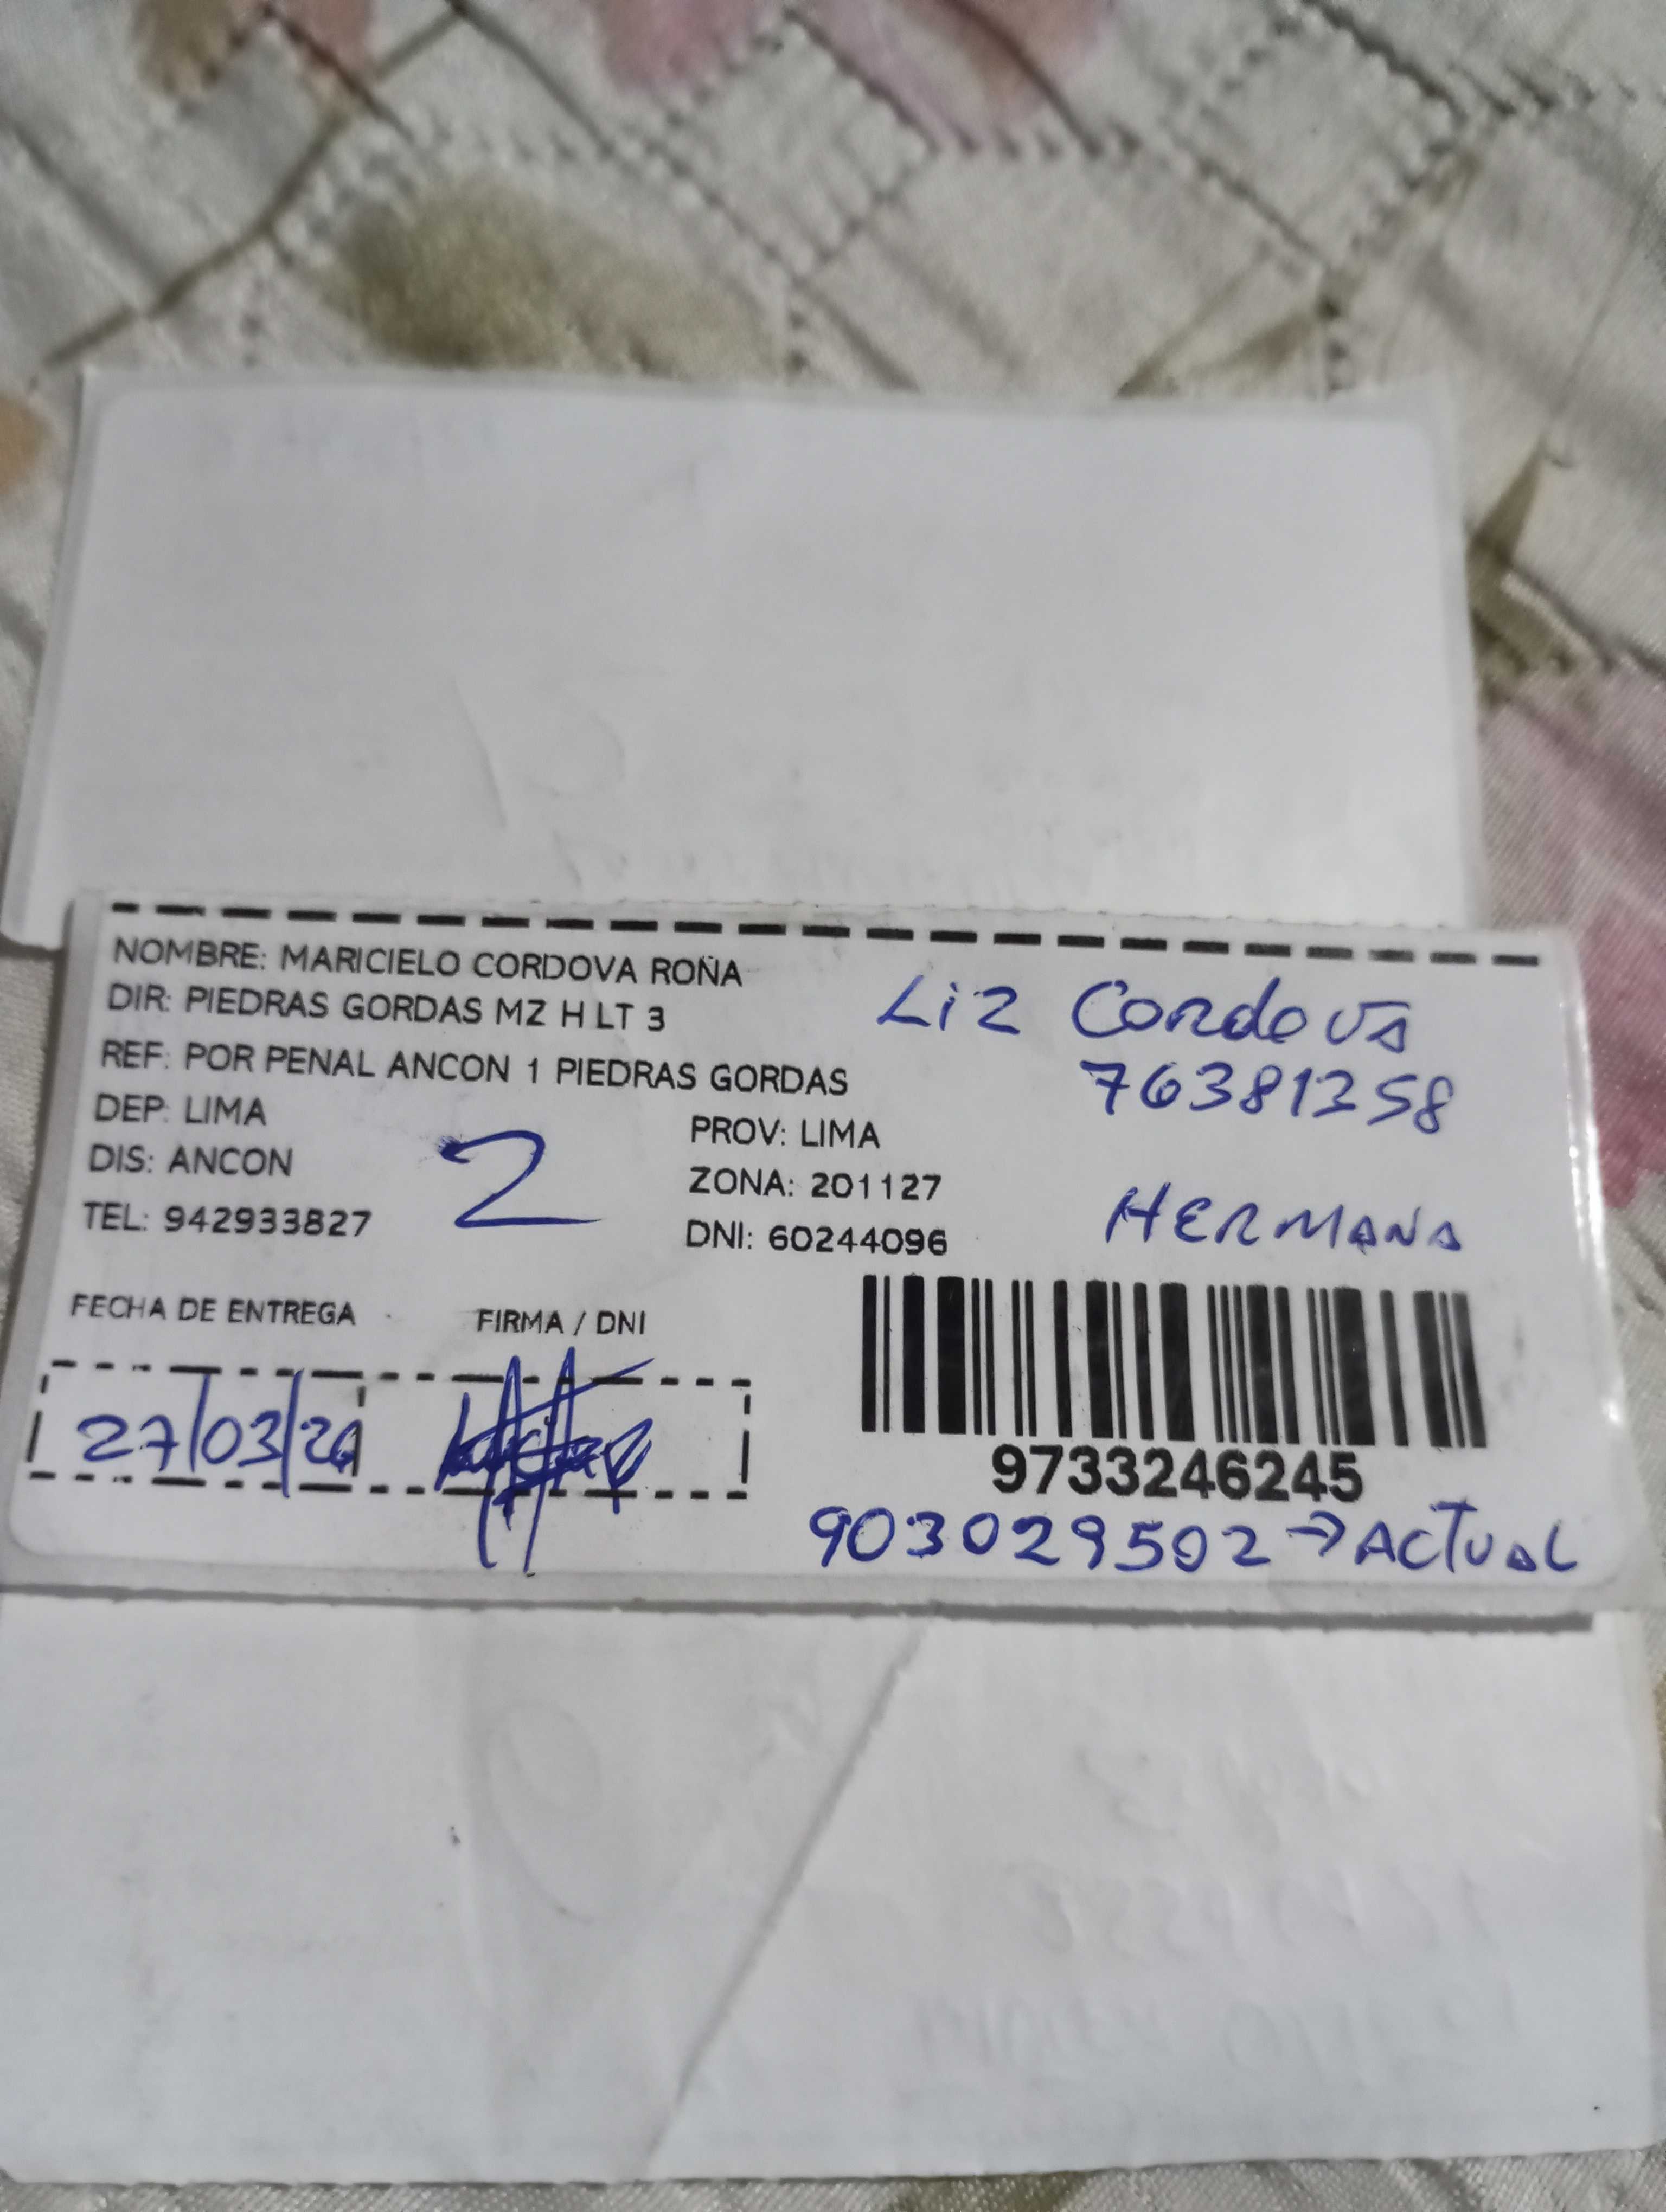 NOMBRE: MARICIELO CORDOVA ROÑA
DIR: PIEDRAS GORDAS MZ H LT 3
REF: POR PENAL ANCON 1 PIEDRAS GORDAS
DEP: LIMA
DIS: ANCON
TEL: 942933827
2
PROV: LIMA
ZONA: 201127
DNI: 60244096
Liz Cordova
76381358
HERMANA
FECHA DE ENTREGA
FIRMA / DNI
27/03/26
9733246245
903029502 → ACTUAL